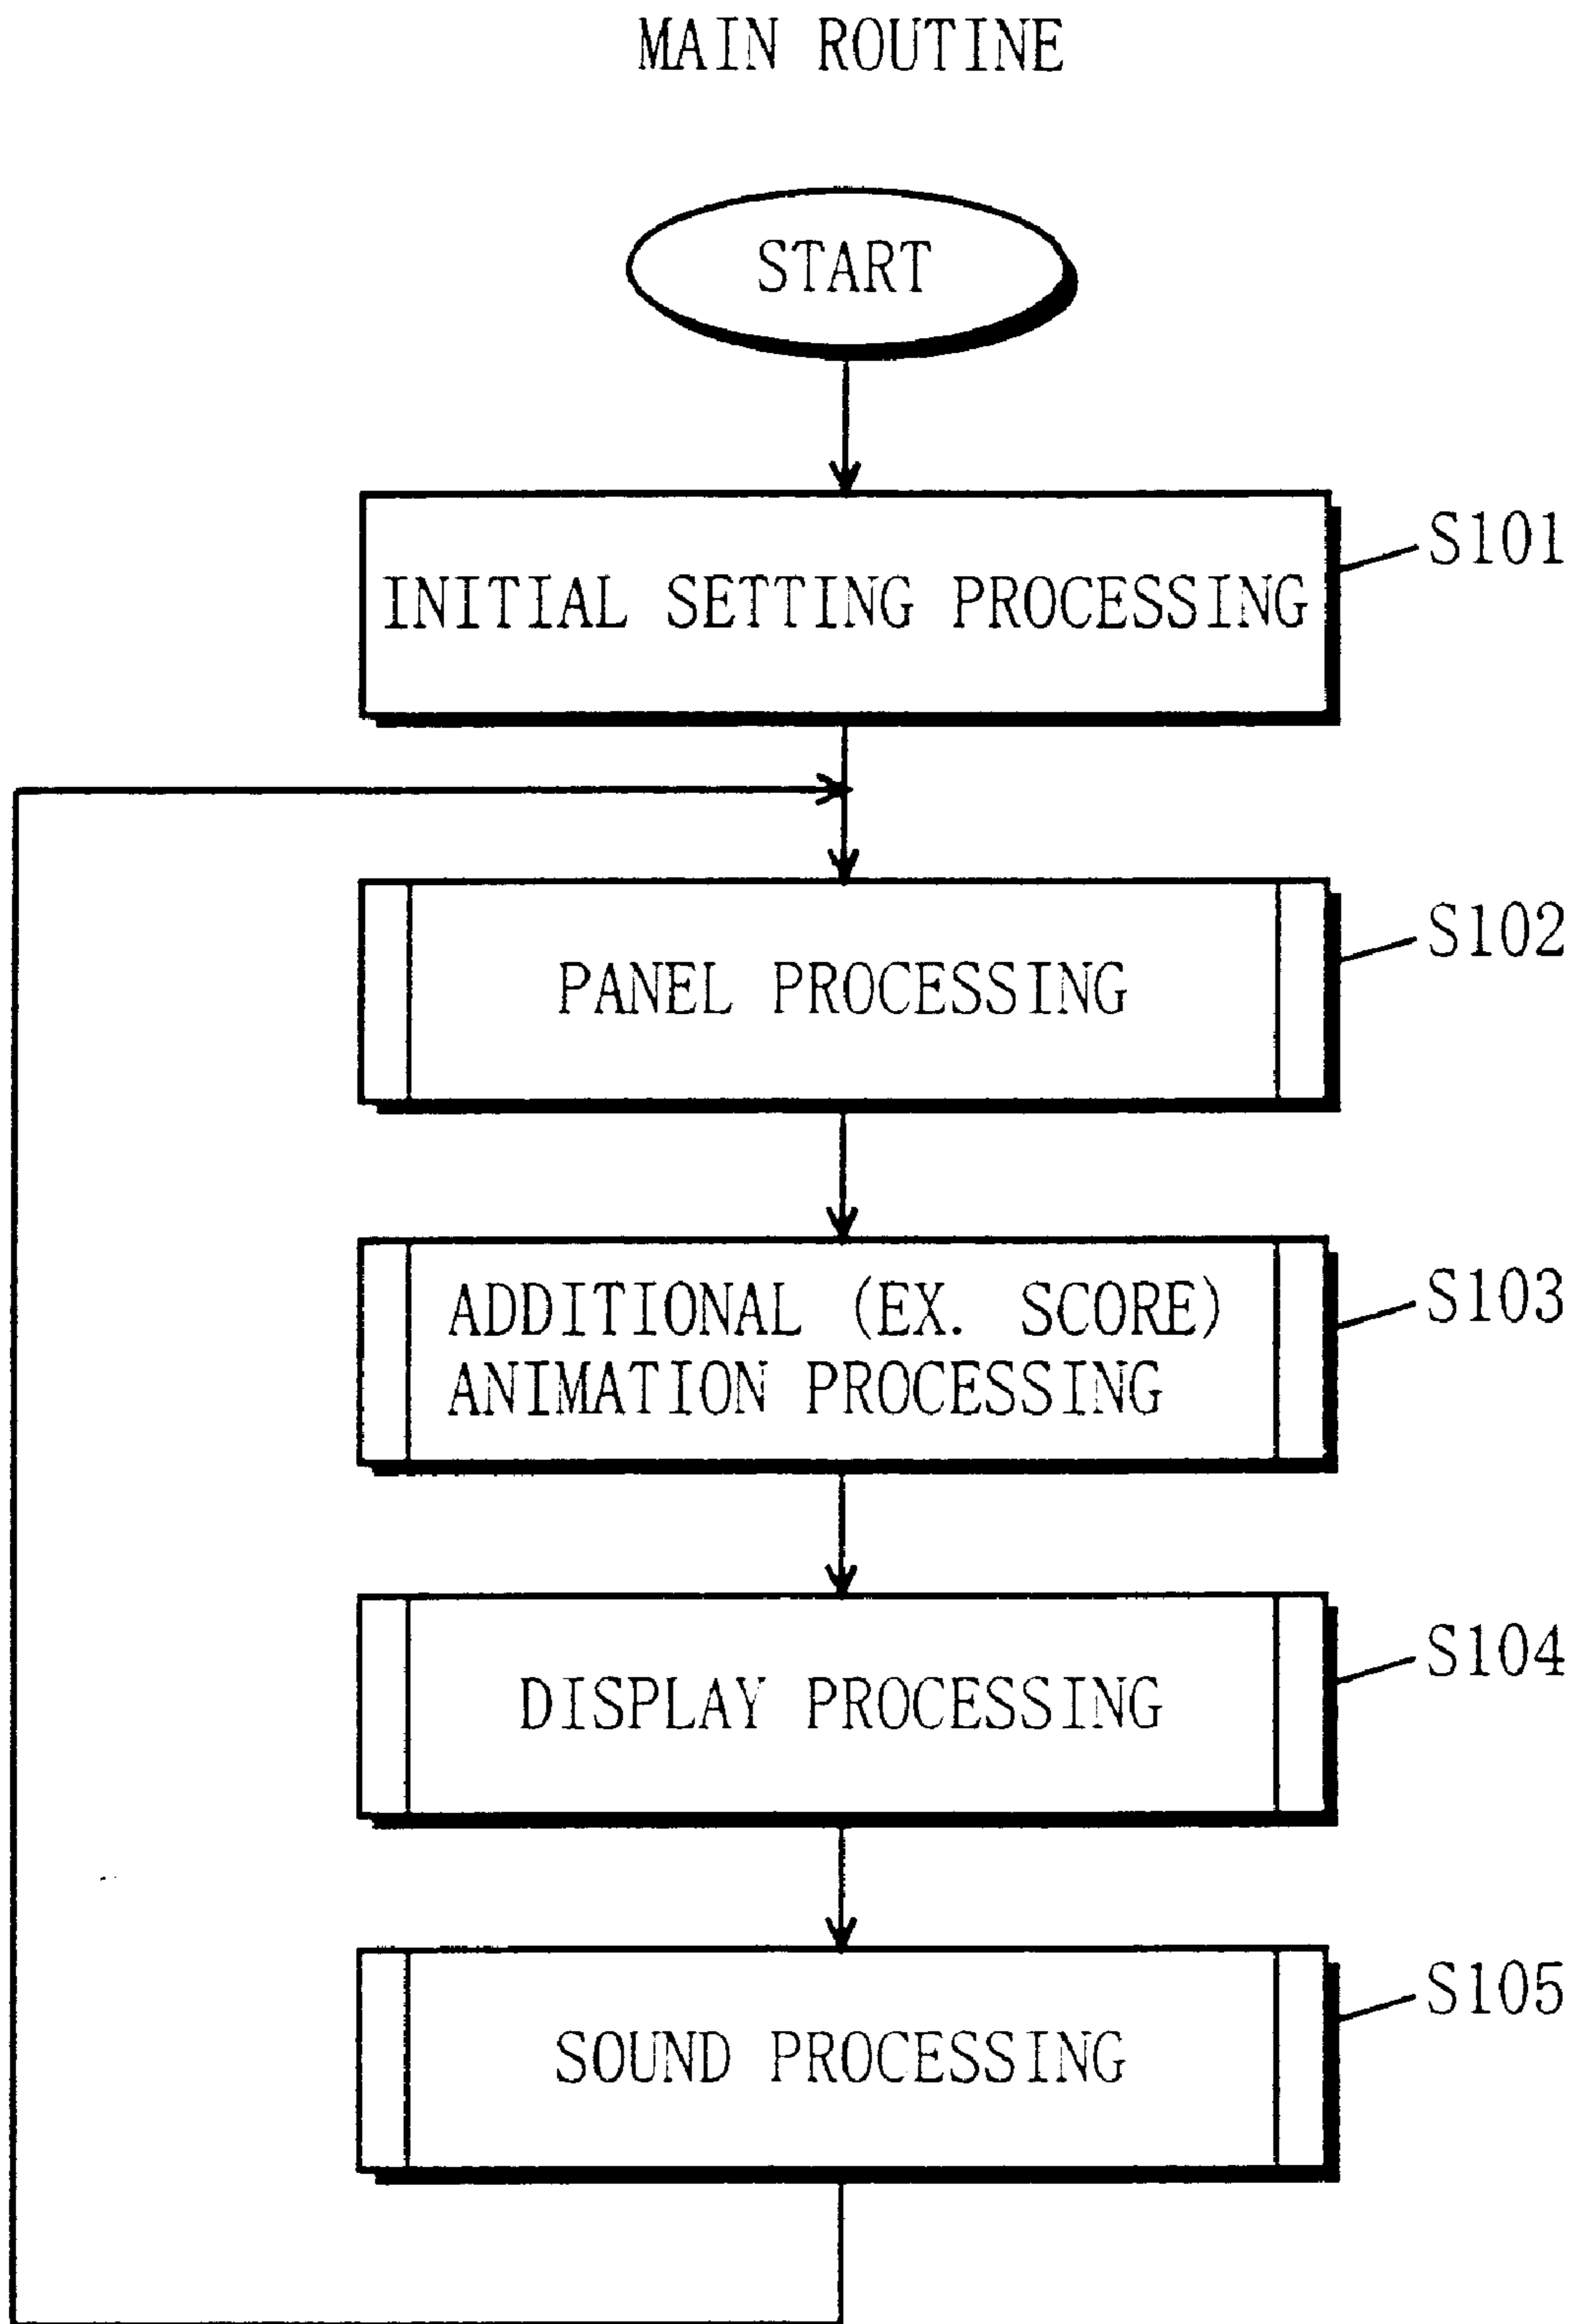 MAIN ROUTINE
START
INITIAL SETTING PROCESSING
S101
PANEL PROCESSING
S102
ADDITIONAL (EX. SCORE)
ANIMATION PROCESSING
S103
DISPLAY PROCESSING
S104
SOUND PROCESSING
S105